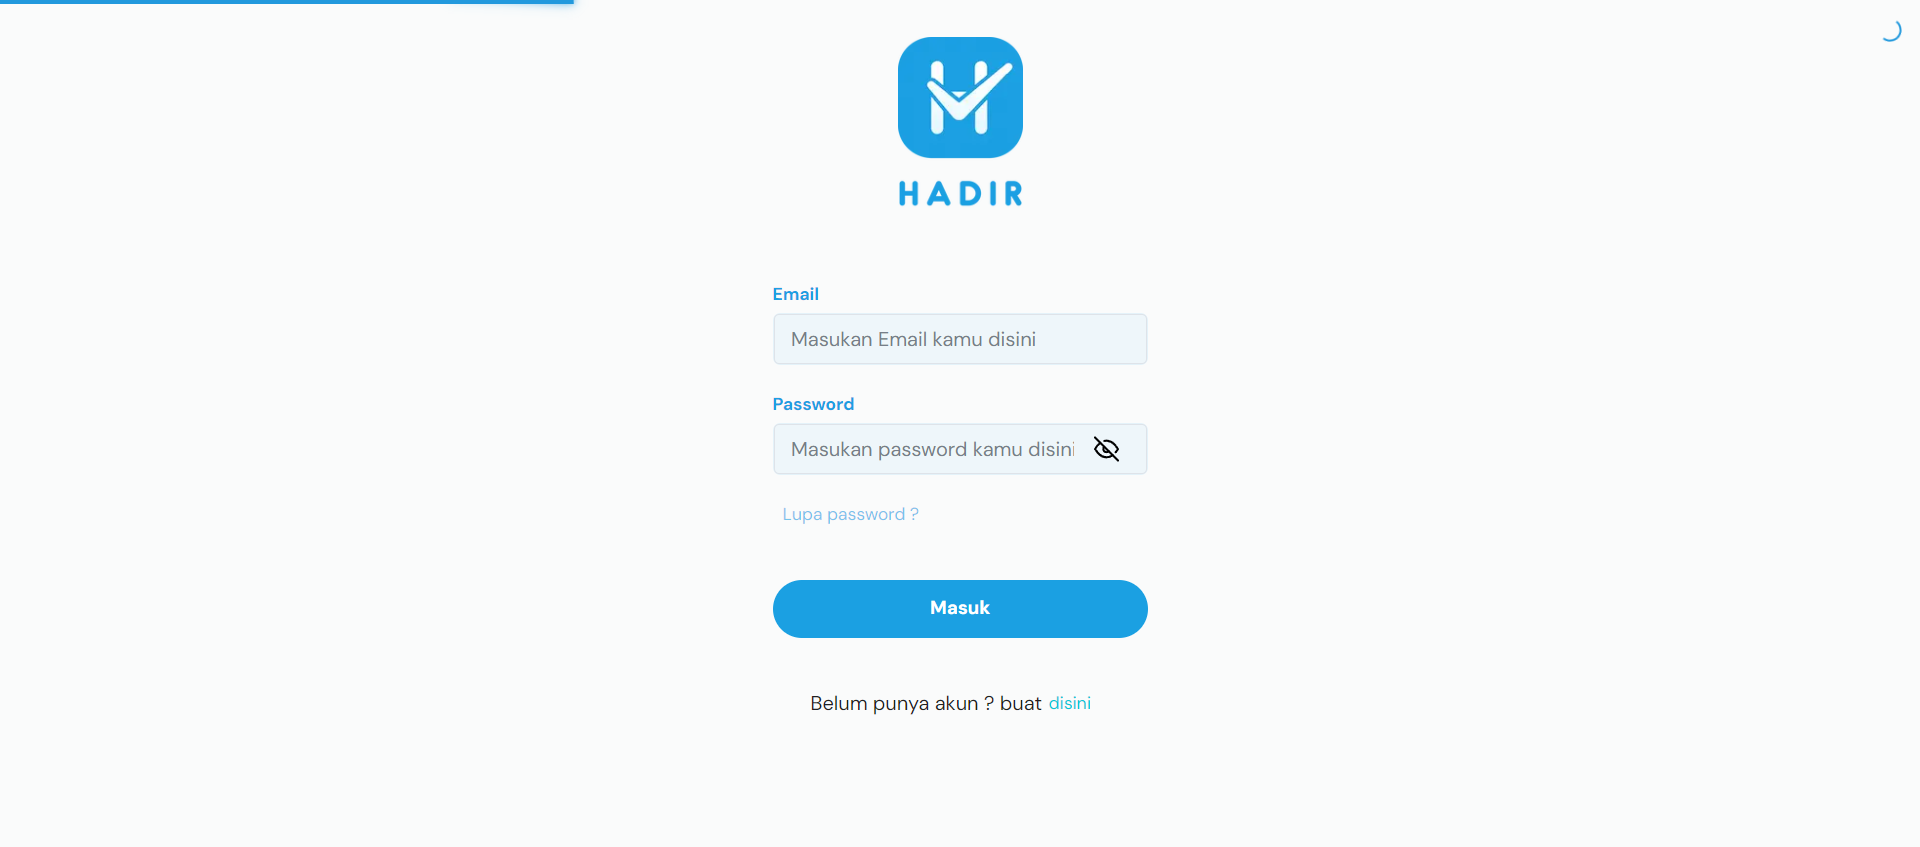 HADIR
Email
Masukan Email kamu disini
Password
Masukan password kamu disini
Lupa password ?
Masuk
Belum punya akun ? buat disini